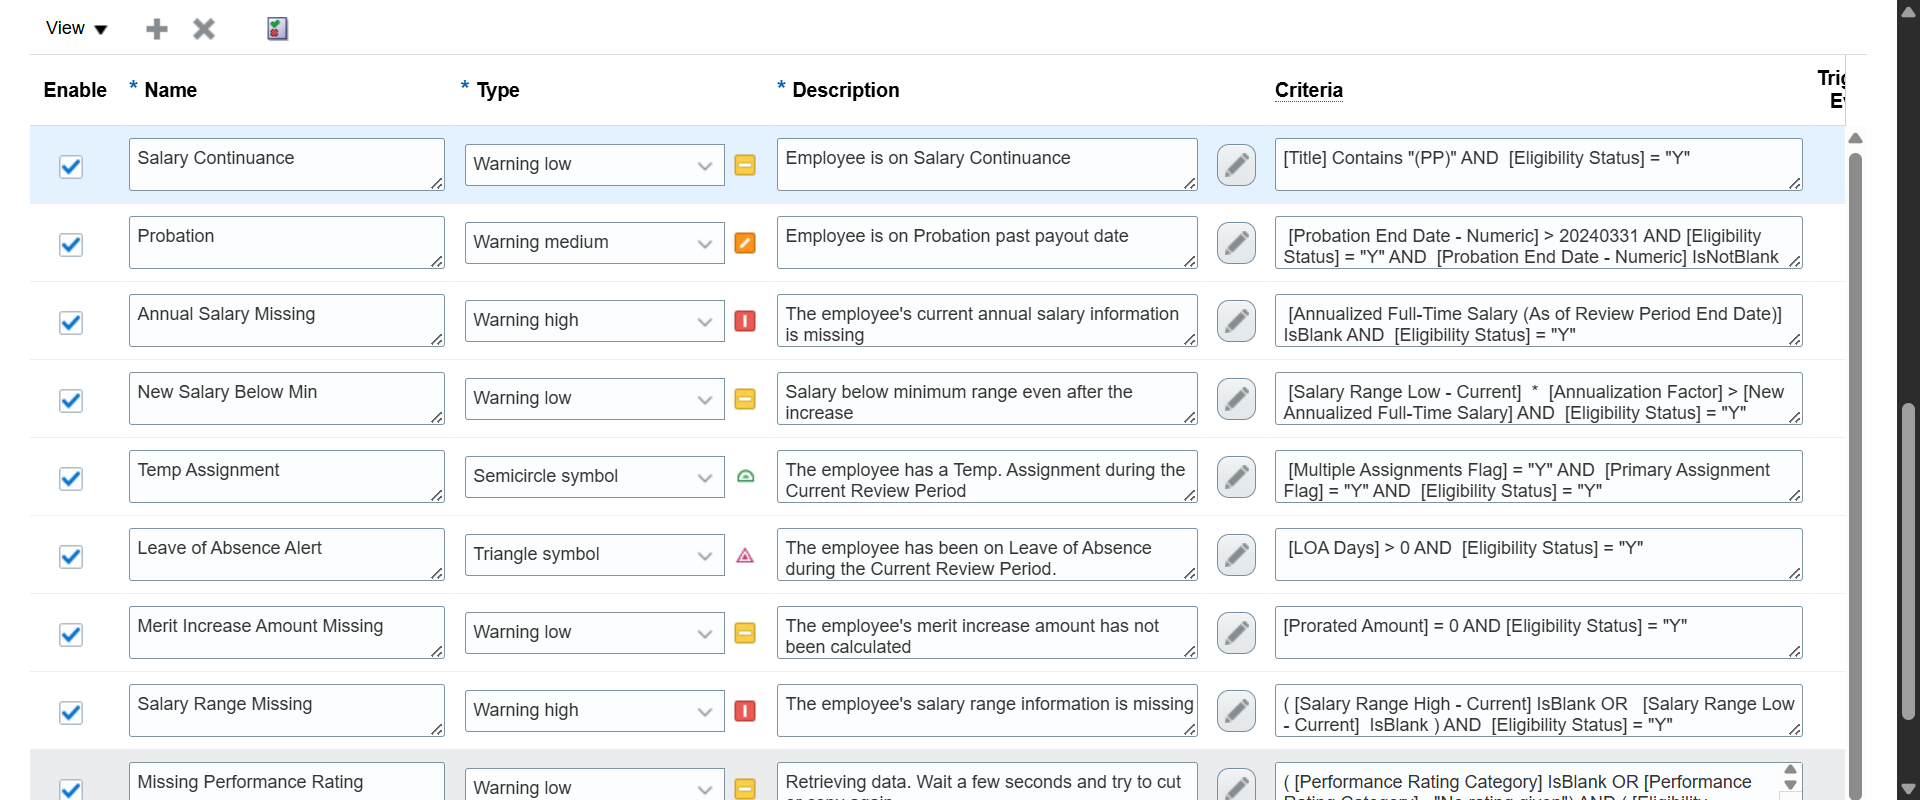 View
Enable * Name * Type * Description Criteria Trig
Ev
Salary Continuance Warning low Employee is on Salary Continuance [Title] Contains "(PP)" AND [Eligibility Status] = "Y"
Probation Warning medium Employee is on Probation past payout date [Probation End Date - Numeric] > 20240331 AND [Eligibility
Status] = "Y" AND [Probation End Date - Numeric] IsNotBlank
Annual Salary Missing Warning high The employee's current annual salary information [Annualized Full-Time Salary (As of Review Period End Date)]
is missing IsBlank AND [Eligibility Status] = "Y"
New Salary Below Min Warning low Salary below minimum range even after the [Salary Range Low - Current] * [Annualization Factor] > [New
increase Annualized Full-Time Salary] AND [Eligibility Status] = "Y"
Temp Assignment Semicircle symbol The employee has a Temp. Assignment during the [Multiple Assignments Flag] = "Y" AND [Primary Assignment
Current Review Period Flag] = "Y" AND [Eligibility Status] = "Y"
Leave of Absence Alert Triangle symbol The employee has been on Leave of Absence [LOA Days] > 0 AND [Eligibility Status] = "Y"
during the Current Review Period.
Merit Increase Amount Missing Warning low The employee's merit increase amount has not [Prorated Amount] = 0 AND [Eligibility Status] = "Y"
been calculated
Salary Range Missing Warning high The employee's salary range information is missing ( [Salary Range High - Current] IsBlank OR [Salary Range Low
- Current] IsBlank ) AND [Eligibility Status] = "Y"
Missing Performance Rating Warning low Retrieving data. Wait a few seconds and try to cut ( [Performance Rating Category] IsBlank OR [Performance